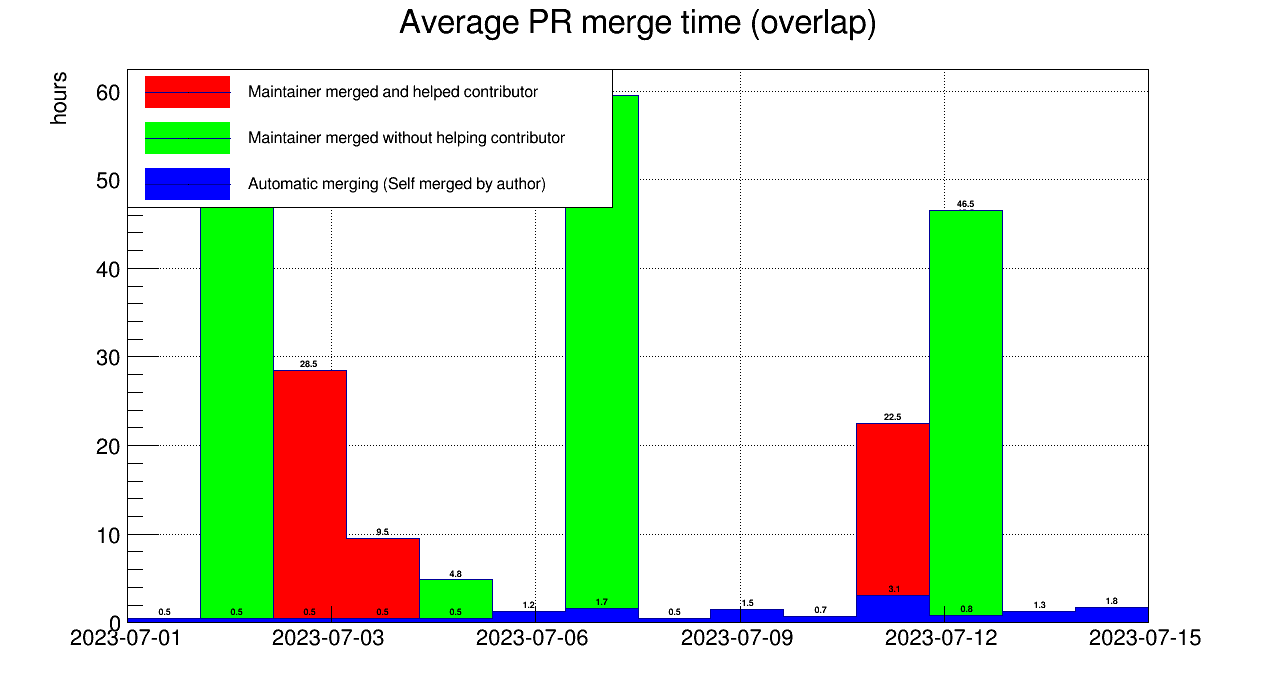 Average PR merge time (overlap)
hours
Maintainer merged and helped contributor
Maintainer merged without helping contributor
Automatic merging (Self merged by author)
60
50
40
30
20
10
0
46.5
28.5
22.5
9.5
4.8
3.1
0.5 0.5 0.5 0.5 0.5 1.2 1.7 0.5 1.5 0.7 0.8 1.3 1.8
2023-07-01 2023-07-03 2023-07-06 2023-07-09 2023-07-12 2023-07-15